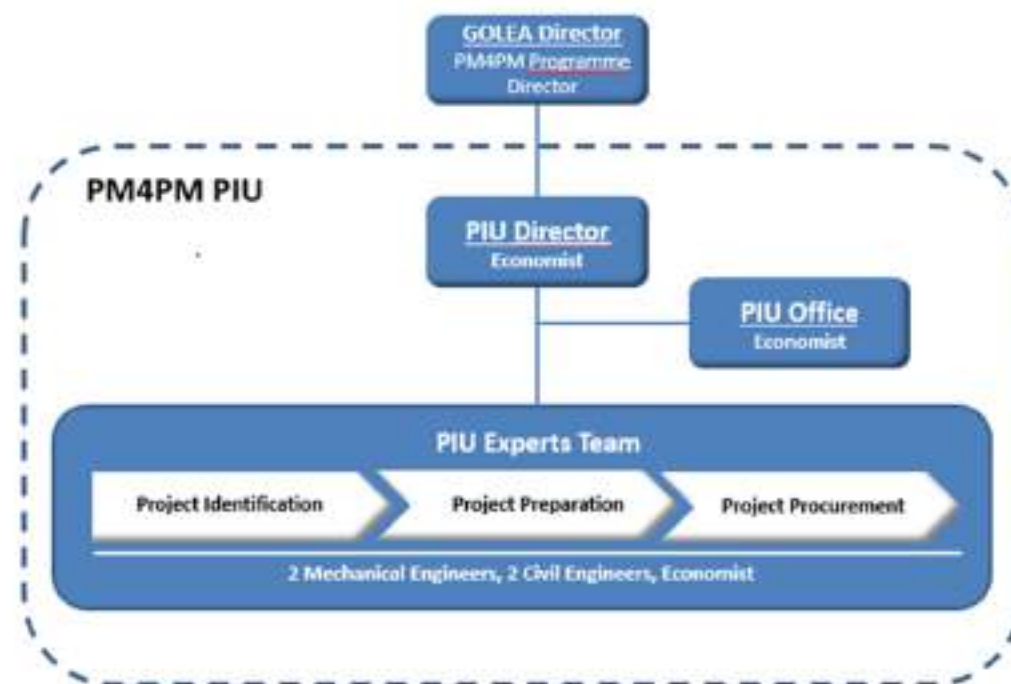 GOLEA Director
PM4PM Programme
Director
PM4PM PIU
PIU Director
Economist
PIU Office
Economist
PIU Experts Team
Project Identification
Project Preparation
Project Procurement
2 Mechanical Engineers, 2 Civil Engineers, Economist